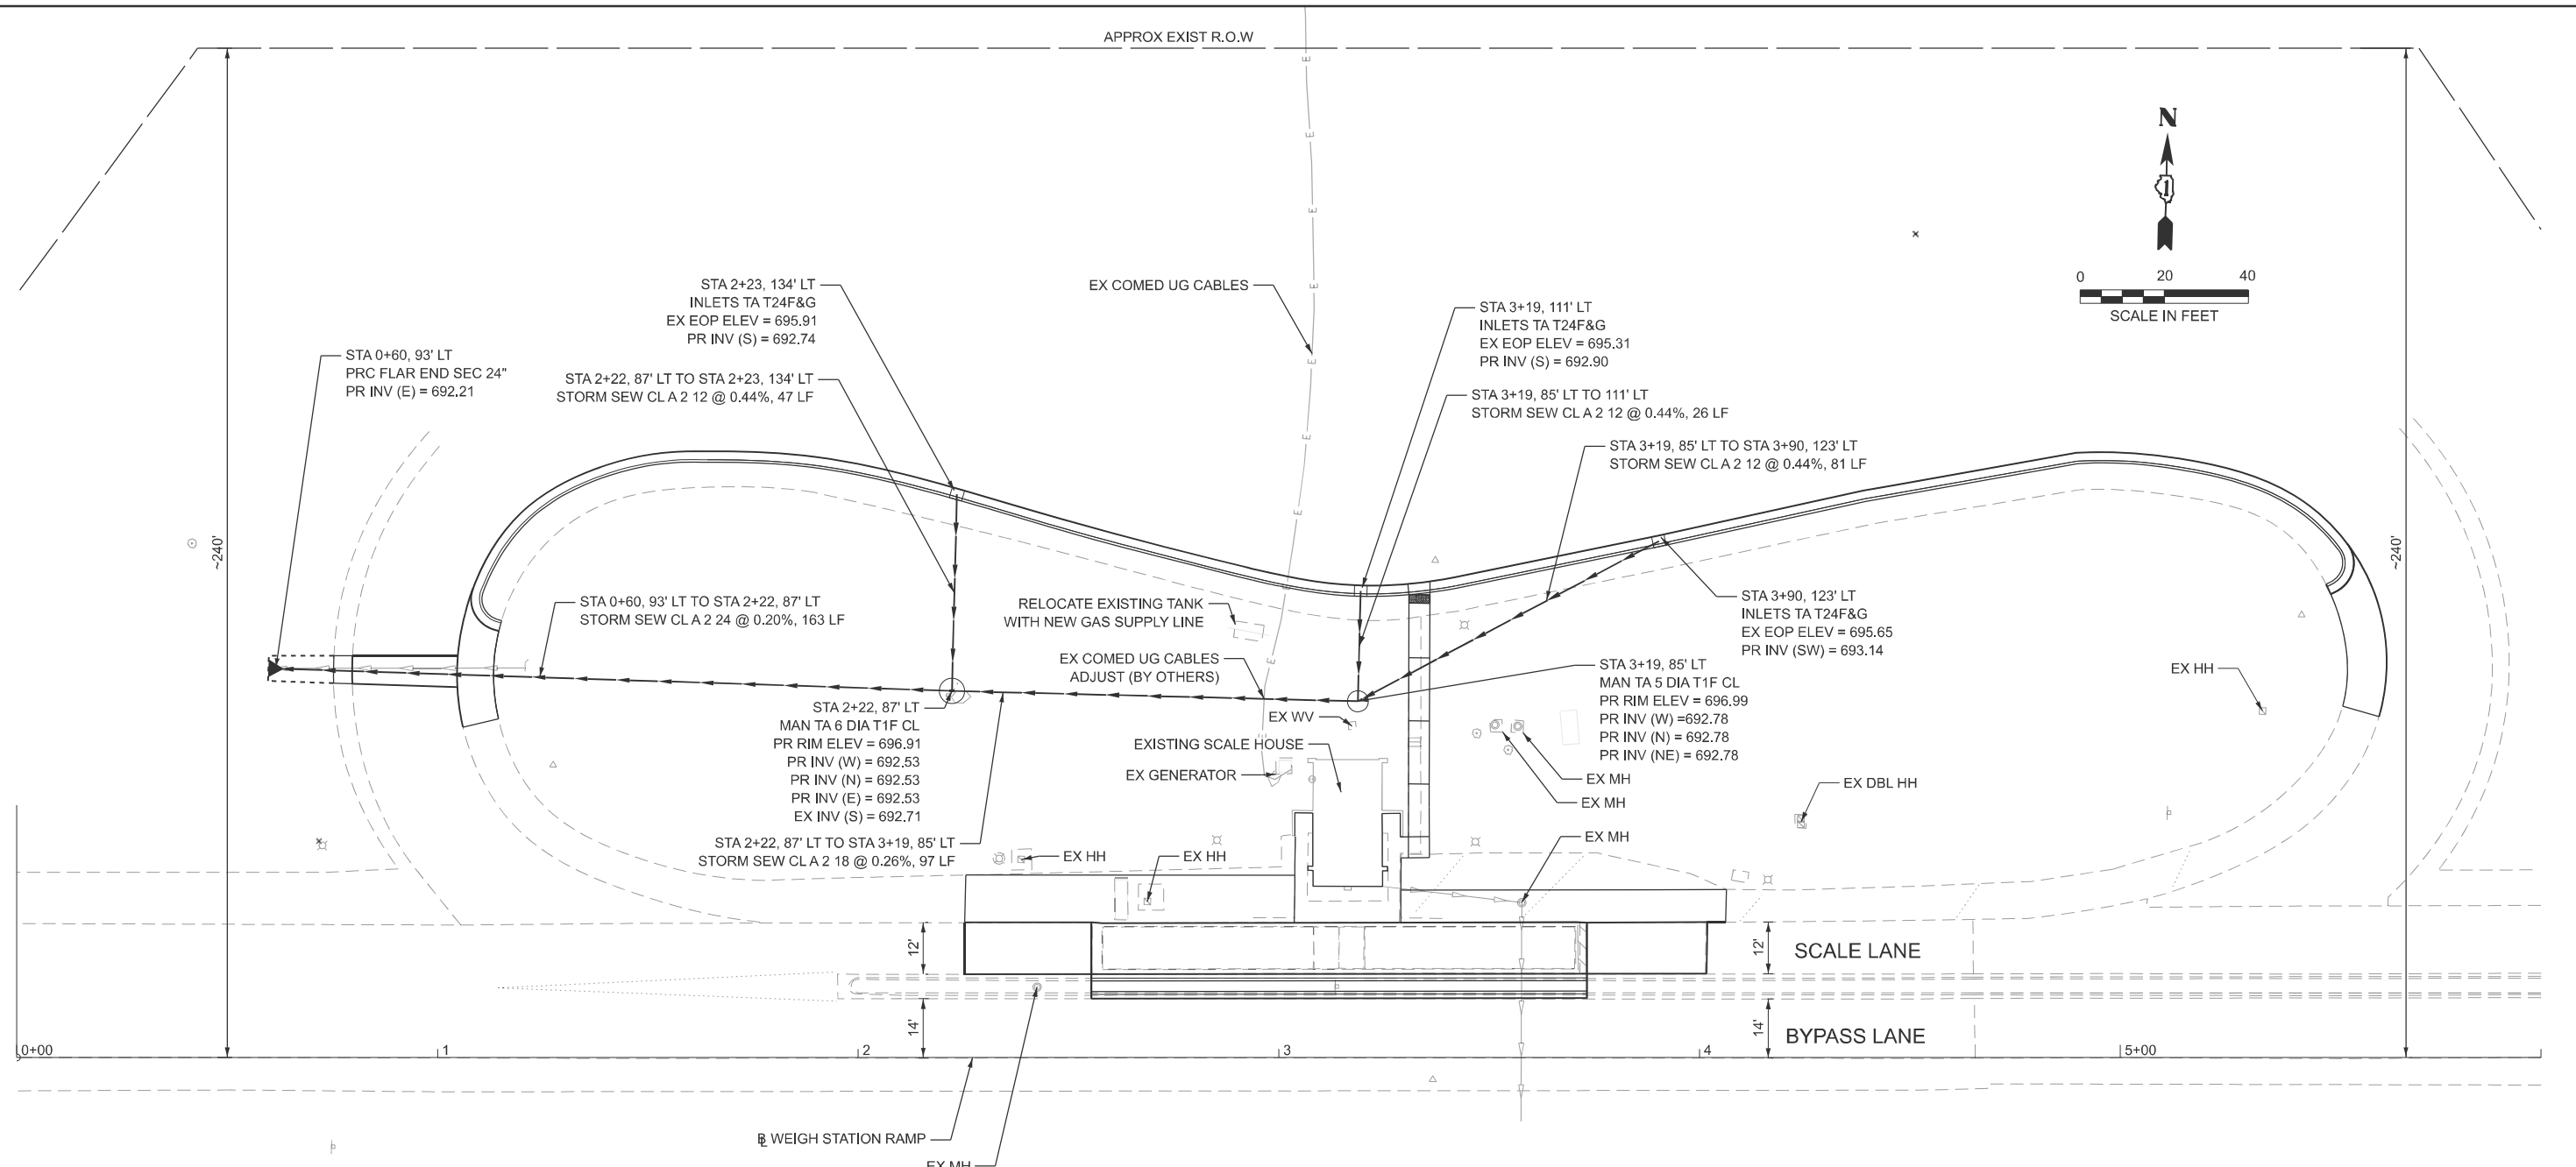 APPROX EXIST R.O.W
N
1
0 20 40
SCALE IN FEET
~240'
~240'
STA 2+23, 134' LT
INLETS TA T24F&G
EX EOP ELEV = 695.91
PR INV (S) = 692.74
EX COMED UG CABLES
STA 3+19, 111' LT
INLETS TA T24F&G
EX EOP ELEV = 695.31
PR INV (S) = 692.90
STA 0+60, 93' LT
PRC FLAR END SEC 24"
PR INV (E) = 692.21
STA 2+22, 87' LT TO STA 2+23, 134' LT
STORM SEW CL A 2 12 @ 0.44%, 47 LF
STA 3+19, 85' LT TO 111' LT
STORM SEW CL A 2 12 @ 0.44%, 26 LF
STA 3+19, 85' LT TO STA 3+90, 123' LT
STORM SEW CL A 2 12 @ 0.44%, 81 LF
E
E
E
E
E
E
E
E
E
E
STA 0+60, 93' LT TO STA 2+22, 87' LT
STORM SEW CL A 2 24 @ 0.20%, 163 LF
RELOCATE EXISTING TANK
WITH NEW GAS SUPPLY LINE
STA 3+90, 123' LT
INLETS TA T24F&G
EX EOP ELEV = 695.65
PR INV (SW) = 693.14
EX COMED UG CABLES
ADJUST (BY OTHERS)
STA 3+19, 85' LT
MAN TA 5 DIA T1F CL
PR RIM ELEV = 696.99
PR INV (W) =692.78
PR INV (N) = 692.78
PR INV (NE) = 692.78
EX HH
STA 2+22, 87' LT
MAN TA 6 DIA T1F CL
PR RIM ELEV = 696.91
PR INV (W) = 692.53
PR INV (N) = 692.53
PR INV (E) = 692.53
EX INV (S) = 692.71
EX WV
EXISTING SCALE HOUSE
EX GENERATOR
EX MH
EX MH
EX DBL HH
STA 2+22, 87' LT TO STA 3+19, 85' LT
STORM SEW CL A 2 18 @ 0.26%, 97 LF
EX HH
EX HH
EX MH
12'
12'
SCALE LANE
14'
14'
BYPASS LANE
0+00 1 2 3 4 5+00
BL WEIGH STATION RAMP
EX MH